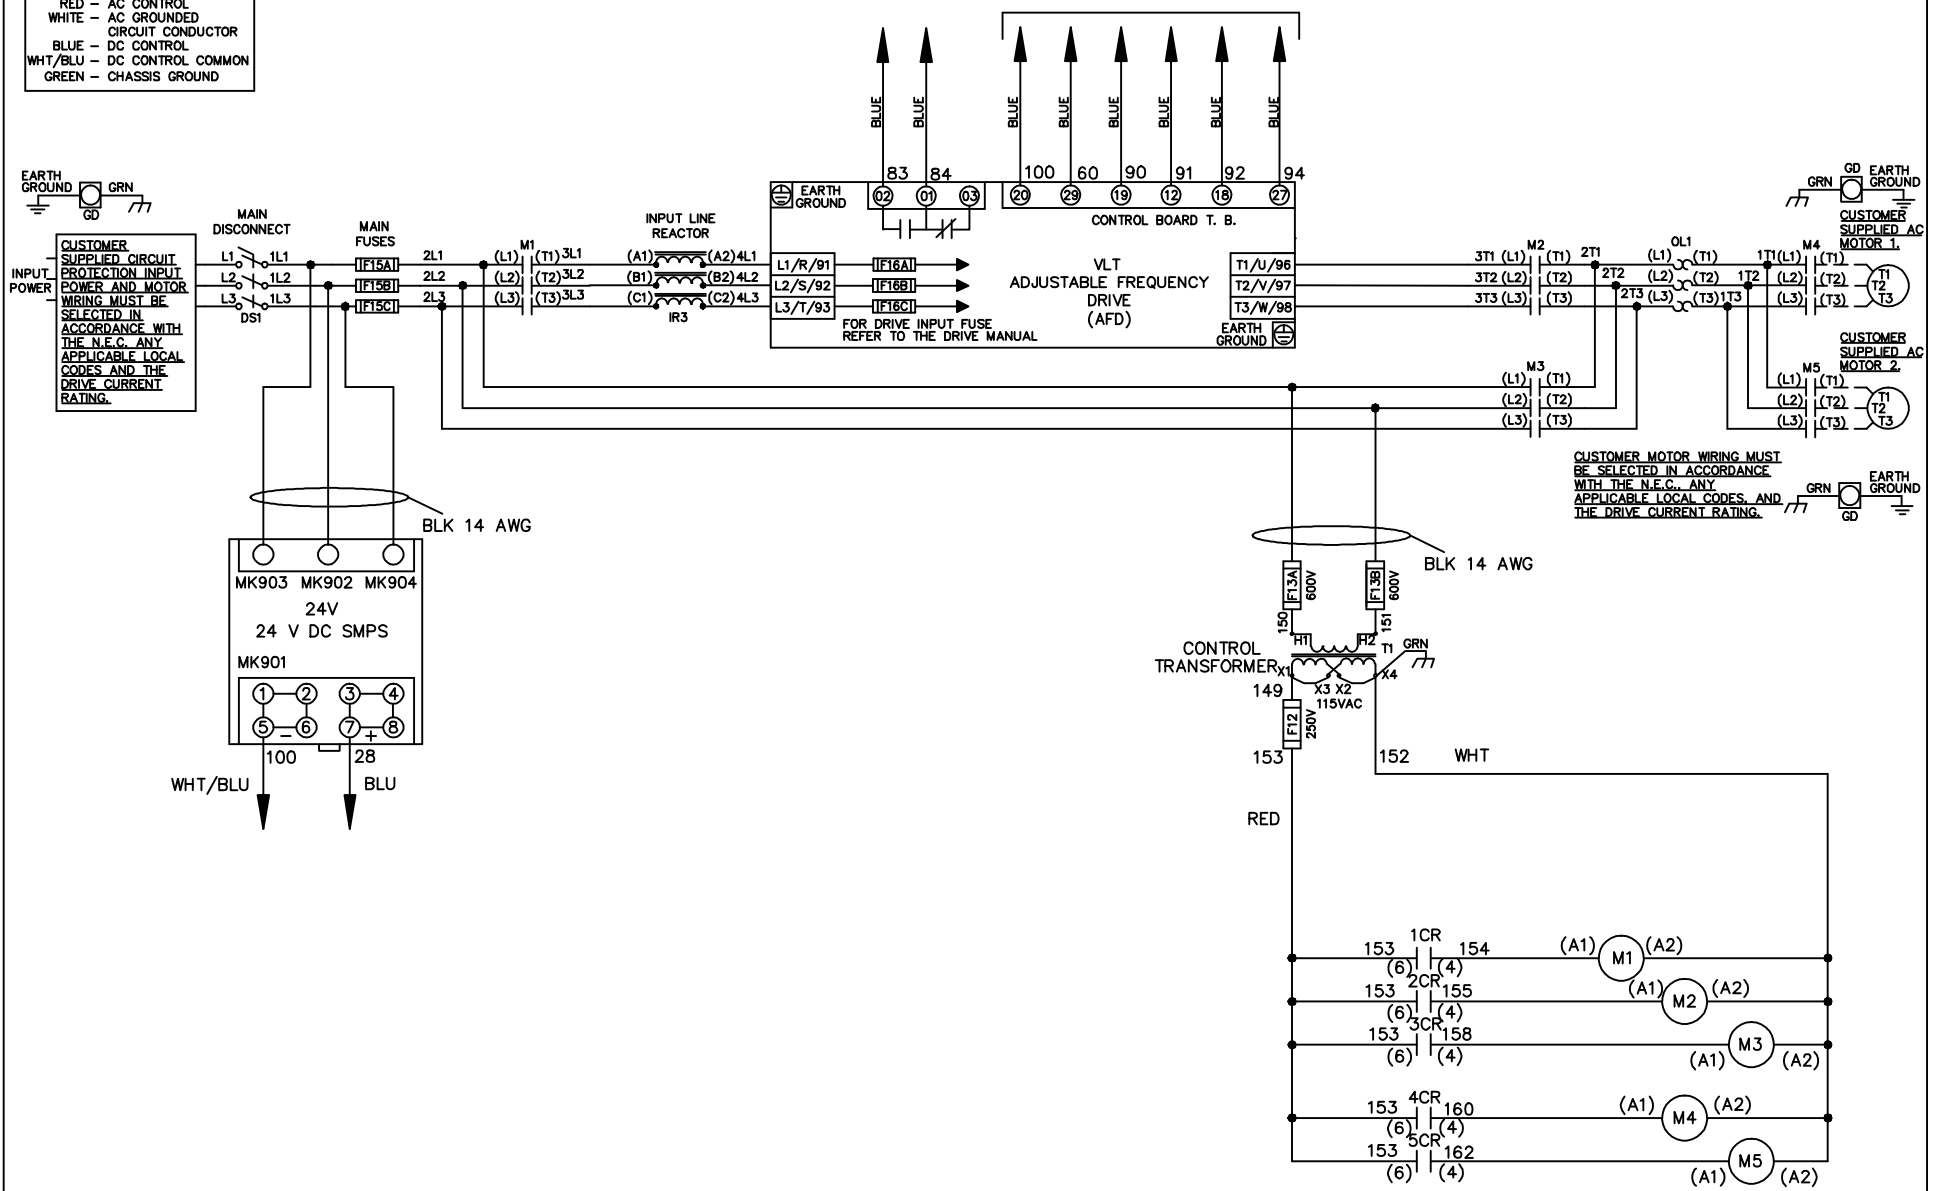 RED – AC CONTROL
WHITE – AC GROUNDED
CIRCUIT CONDUCTOR
BLUE – DC CONTROL
WHT/BLU – DC CONTROL COMMON
GREEN – CHASSIS GROUND
BLUE
BLUE
BLUE
BLUE
BLUE
BLUE
BLUE
BLUE
83
84
100
60
90
91
92
94
EARTH
GROUND
GRN
GD
EARTH
GROUND
02
01
03
20
29
19
12
18
27
CONTROL BOARD T. B.
GD
EARTH
GROUND
GRN
MAIN
DISCONNECT
MAIN
FUSES
INPUT LINE
REACTOR
CUSTOMER
SUPPLIED AC
MOTOR 1.
INPUT
POWER
CUSTOMER
SUPPLIED CIRCUIT
PROTECTION INPUT
POWER AND MOTOR
WIRING MUST BE
SELECTED IN
ACCORDANCE WITH
THE N.E.C. ANY
APPLICABLE LOCAL
CODES AND THE
DRIVE CURRENT
RATING.
L1
1L1
F15A
2L1
M1
(L1)
(T1)
3L1
(A1)
(A2)
4L1
L1/R/91
F16A
L2
1L2
F15B
2L2
(L2)
(T2)
3L2
(B1)
(B2)
4L2
L2/S/92
F16B
L3
1L3
F15C
2L3
(L3)
(T3)
3L3
(C1)
(C2)
4L3
L3/T/93
F16C
DS1
IR3
VLT
ADJUSTABLE FREQUENCY
DRIVE
(AFD)
FOR DRIVE INPUT FUSE
REFER TO THE DRIVE MANUAL
T1/U/96
T2/V/97
T3/W/98
EARTH
GROUND
M2
3T1 (L1)
(T1)
2T1
OL1
(L1)
(T1)
1T1
M4
(L1)
(T1)
3T2 (L2)
(T2)
2T2
(L2)
(T2)
1T2
(L2)
(T2)
3T3 (L3)
(T3)
2T3
(L3)
(T3)
1T3
(L3)
(T3)
T1
T2
T3
CUSTOMER
SUPPLIED AC
MOTOR 2.
M3
(L1)
(T1)
(L2)
(T2)
(L3)
(T3)
M5
(L1)
(T1)
(L2)
(T2)
(L3)
(T3)
T1
T2
T3
CUSTOMER MOTOR WIRING MUST
BE SELECTED IN ACCORDANCE
WITH THE N.E.C., ANY
APPLICABLE LOCAL CODES, AND
THE DRIVE CURRENT RATING.
GRN
GD
EARTH
GROUND
BLK 14 AWG
MK903
MK902
MK904
24V
24 V DC SMPS
MK901
1
2
3
4
5
6
7
8
–
+
100
28
WHT/BLU
BLU
BLK 14 AWG
F13A
600V
F13B
600V
150
151
H1
H2
T1
GRN
CONTROL
TRANSFORMER
X1
X3 X2
X4
115VAC
149
F12
250V
153
152
WHT
RED
1CR
153
154
(6)
(4)
(A1)
M1
(A2)
2CR
153
155
(6)
(4)
(A1)
M2
(A2)
3CR
153
158
(6)
(4)
(A1)
M3
(A2)
4CR
153
160
(6)
(4)
(A1)
M4
(A2)
5CR
153
162
(6)
(4)
(A1)
M5
(A2)